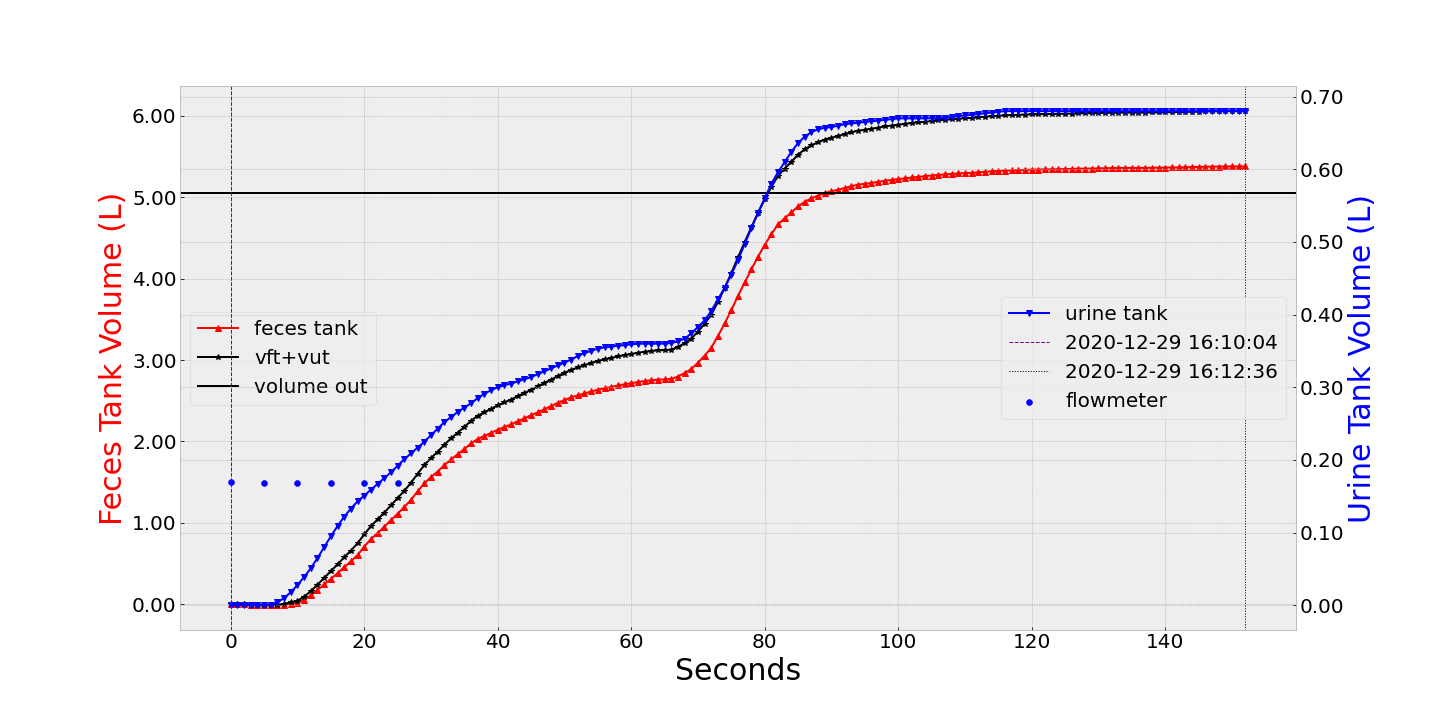 Feces Tank Volume (L)
6.00
5.00
4.00
3.00
2.00
1.00
0.00
feces tank
vft+vut
volume out
urine tank
2020-12-29 16:10:04
2020-12-29 16:12:36
flowmeter
0.70
0.60
0.50
0.40
0.30
0.20
0.10
0.00
Urine Tank Volume (L)
0 20 40 60 80 100 120 140
Seconds